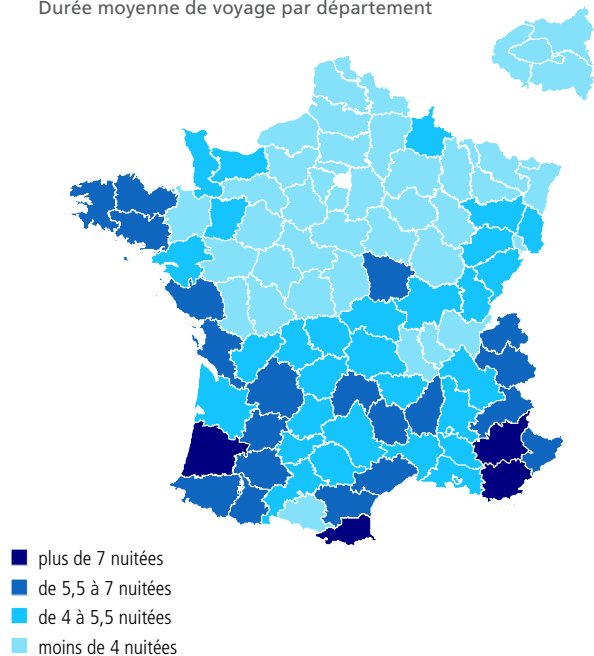 Durée moyenne de voyage par département
plus de 7 nuitées
de 5,5 à 7 nuitées
de 4 à 5,5 nuitées
moins de 4 nuitées